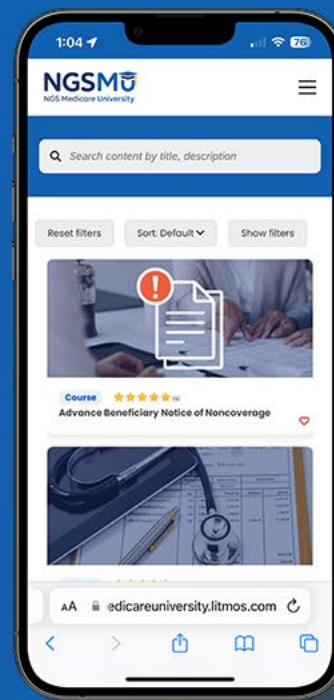 1:04
76
NGSMU
NGS Medicare University
Search content by title, description
Reset filters
Sort: Default
Show filters
Course
Advance Beneficiary Notice of Noncoverage
AA
edicareuniversity.litmos.com